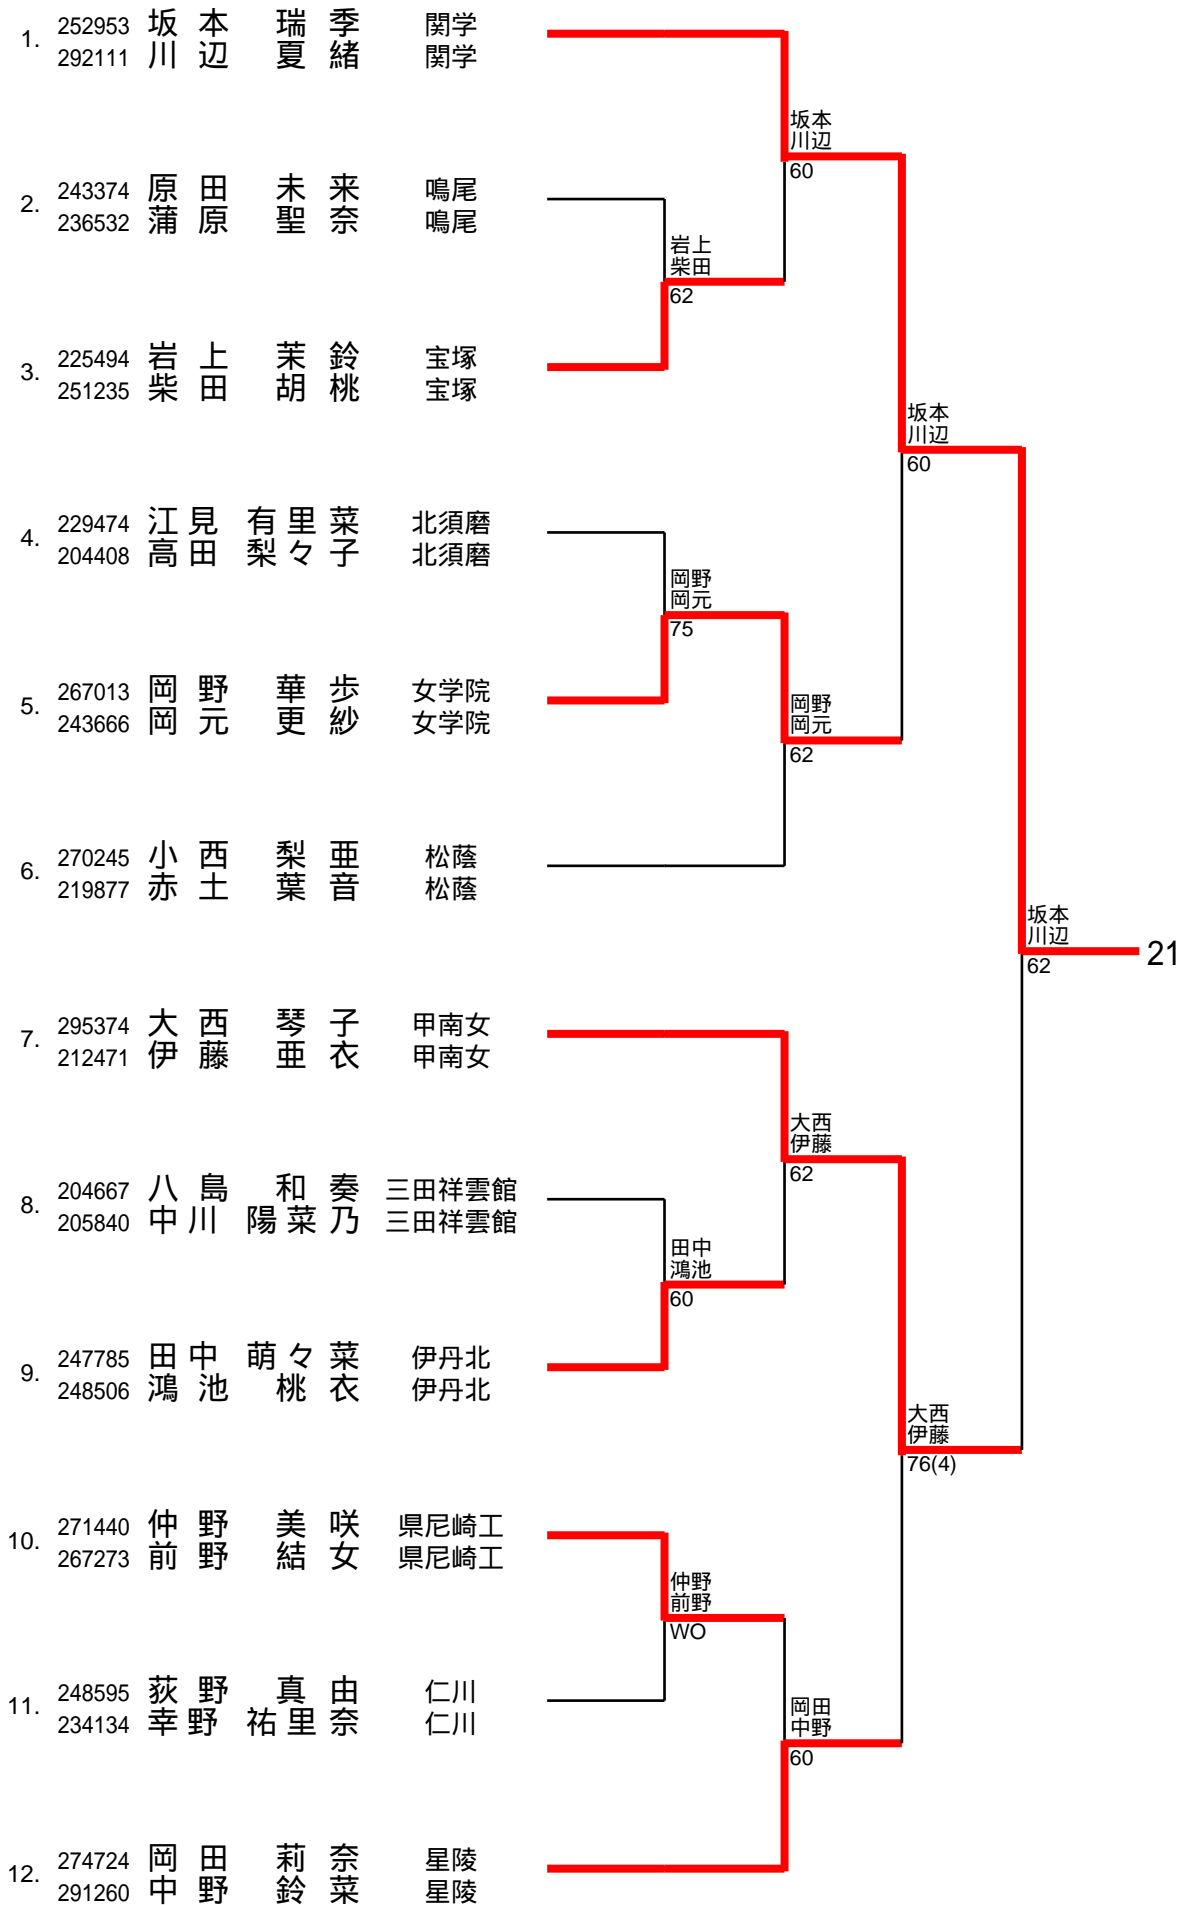 1. 252953 坂本 瑞季 関学
292111 川辺 夏緒 関学
坂本
川辺
60
2. 243374 原田 未来 鳴尾
236532 蒲原 聖奈 鳴尾
岩上
柴田
62
3. 225494 岩上 茉鈴 宝塚
251235 柴田 胡桃 宝塚
坂本
川辺
60
4. 229474 江見 有里菜 北須磨
204408 高田 梨々子 北須磨
岡野
岡元
75
5. 267013 岡野 華歩 女学院
243666 岡元 更紗 女学院
岡野
岡元
62
6. 270245 小西 梨亜 松蔭
219877 赤土 葉音 松蔭
坂本
川辺
62
21
7. 295374 大西 琴子 甲南女
212471 伊藤 亜衣 甲南女
大西
伊藤
62
8. 204667 八島 和奏 三田祥雲館
205840 中川 陽菜乃 三田祥雲館
田中
鴻池
60
9. 247785 田中 萌々菜 伊丹北
248506 鴻池 桃衣 伊丹北
大西
伊藤
76(4)
10. 271440 仲野 美咲 県尼崎工
267273 前野 結女 県尼崎工
仲野
前野
WO
11. 248595 荻野 真由 仁川
234134 幸野 祐里奈 仁川
岡田
中野
60
12. 274724 岡田 莉奈 星陵
291260 中野 鈴菜 星陵